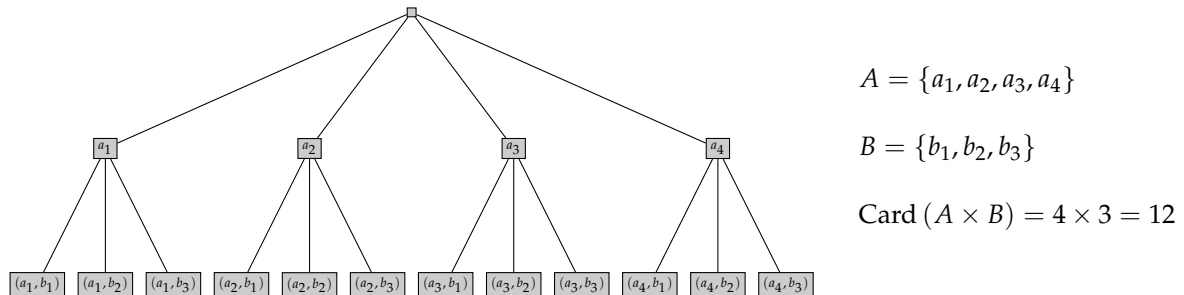 a₁ a₂ a₃ a₄
(a₁, b₁) (a₁, b₂) (a₁, b₃) (a₂, b₁) (a₂, b₂) (a₂, b₃) (a₃, b₁) (a₃, b₂) (a₃, b₃) (a₄, b₁) (a₄, b₂) (a₄, b₃)
A = {a₁, a₂, a₃, a₄}
B = {b₁, b₂, b₃}
Card (A × B) = 4 × 3 = 12